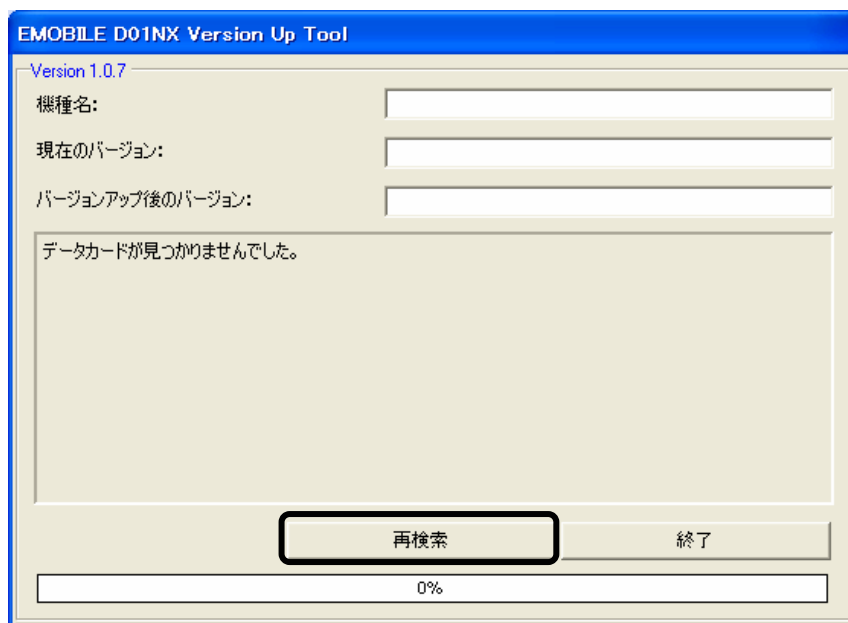 EMOBILE D01NX Version Up Tool
Version 1.0.7
機種名:
現在のバージョン:
バージョンアップ後のバージョン:
データカードが見つかりませんでした。
再検索 終了
0%